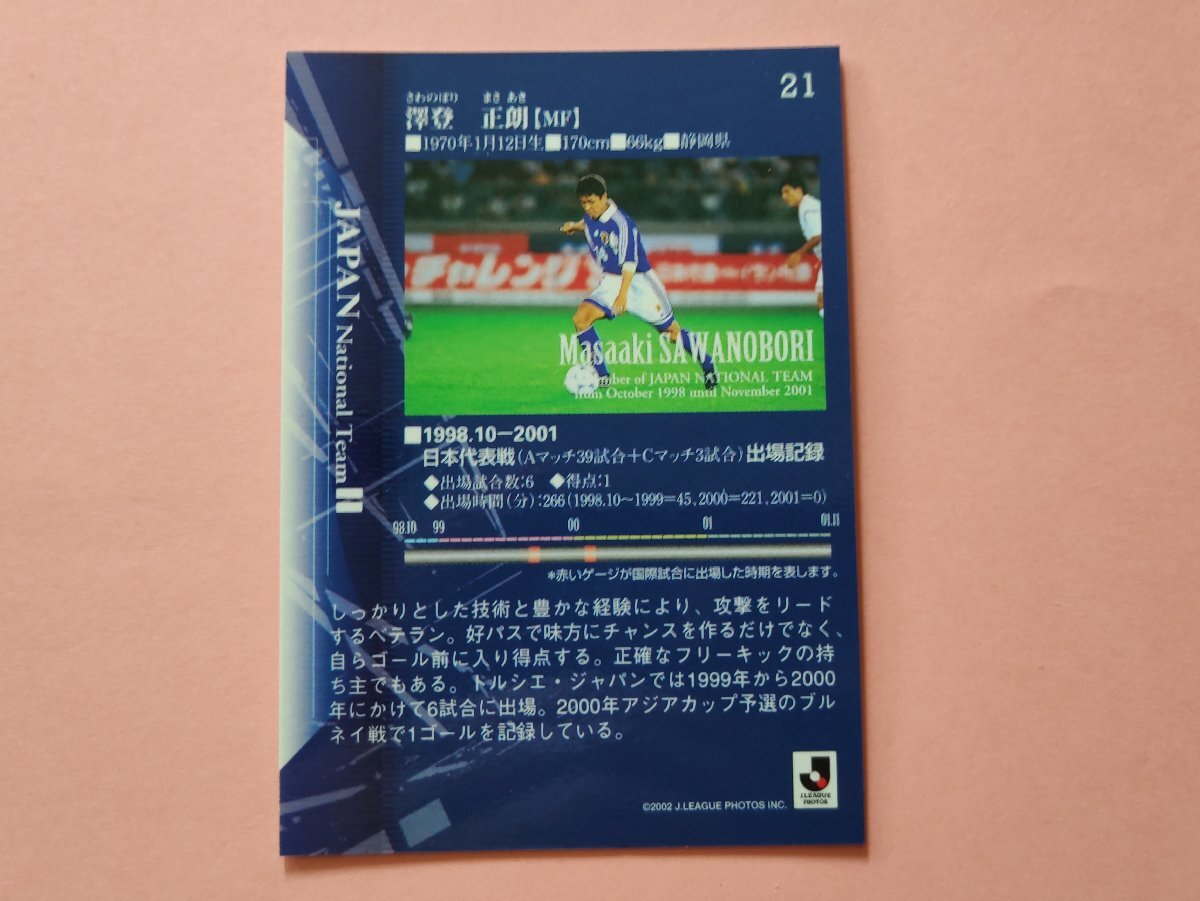 21
さわのぼり まさ あき
澤登 正朗【MF】
■1970年1月12日生■170cm■66kg■静岡県
チャレンジ
Masaaki SAWANOBORI
Member of JAPAN NATIONAL TEAM
from October 1998 until November 2001
JAPAN National Team
■1998.10−2001
日本代表戦(Aマッチ39試合+Cマッチ3試合)出場記録
◆出場試合数:6 ◆得点:1
◆出場時間(分):266(1998.10〜1999=45, 2000=221, 2001=0)
98.10 99 00 01 01.11
*赤いゲージが国際試合に出場した時期を表します。
しっかりとした技術と豊かな経験により、攻撃をリード
するベテラン。好パスで味方にチャンスを作るだけでなく、
自らゴール前に入り得点する。正確なフリーキックの持
ち主でもある。トルシエ・ジャパンでは1999年から2000
年にかけて6試合に出場。2000年アジアカップ予選のブル
ネイ戦で1ゴールを記録している。
J.LEAGUE
PHOTOS
©2002 J.LEAGUE PHOTOS INC.